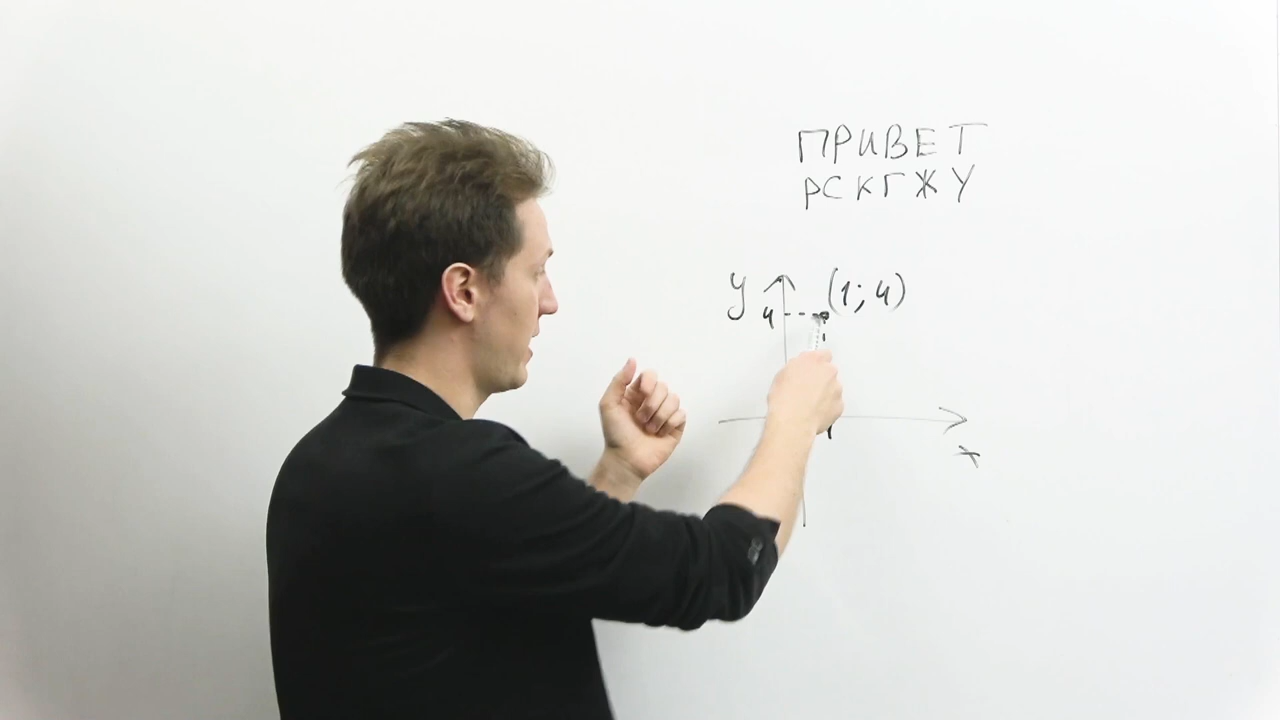 ПРИВЕТ
РСКГЖУ
y (1; 4)
4
1
x